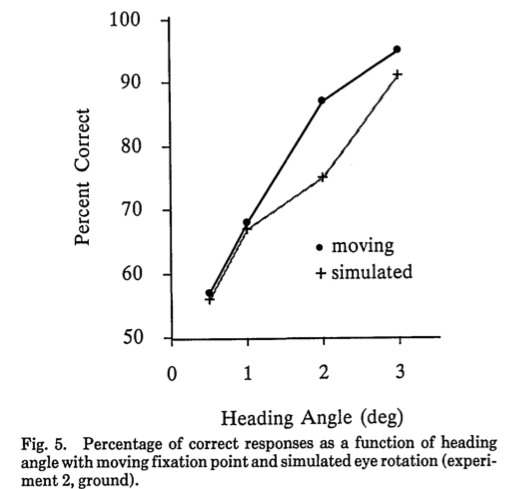 100
90
80
70
60
50
Percent Correct
moving
simulated
0 1 2 3
Heading Angle (deg)
Fig. 5. Percentage of correct responses as a function of heading
angle with moving fixation point and simulated eye rotation (experi-
ment 2, ground).